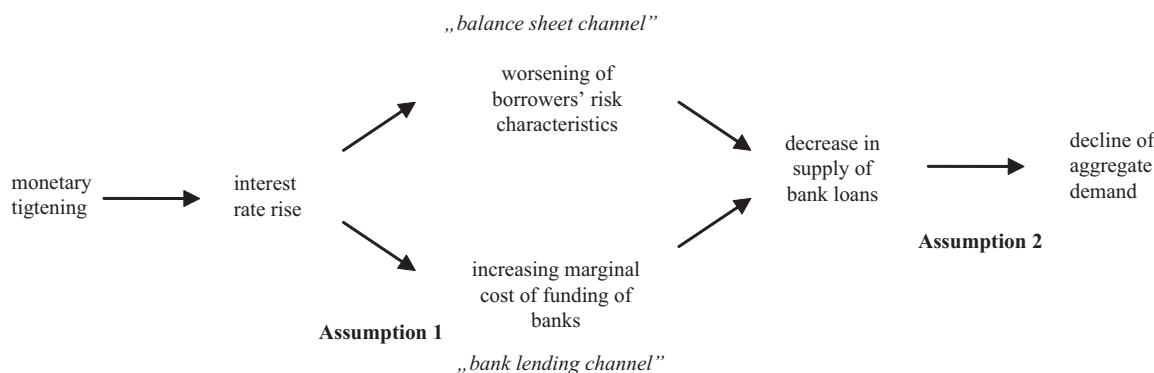 „balance sheet channel”
worsening of
borrowers’ risk
characteristics
monetary
tigtening
interest
rate rise
decrease in
supply of
bank loans
decline of
aggregate
demand
Assumption 2
increasing marginal
cost of funding of
banks
Assumption 1
„bank lending channel”